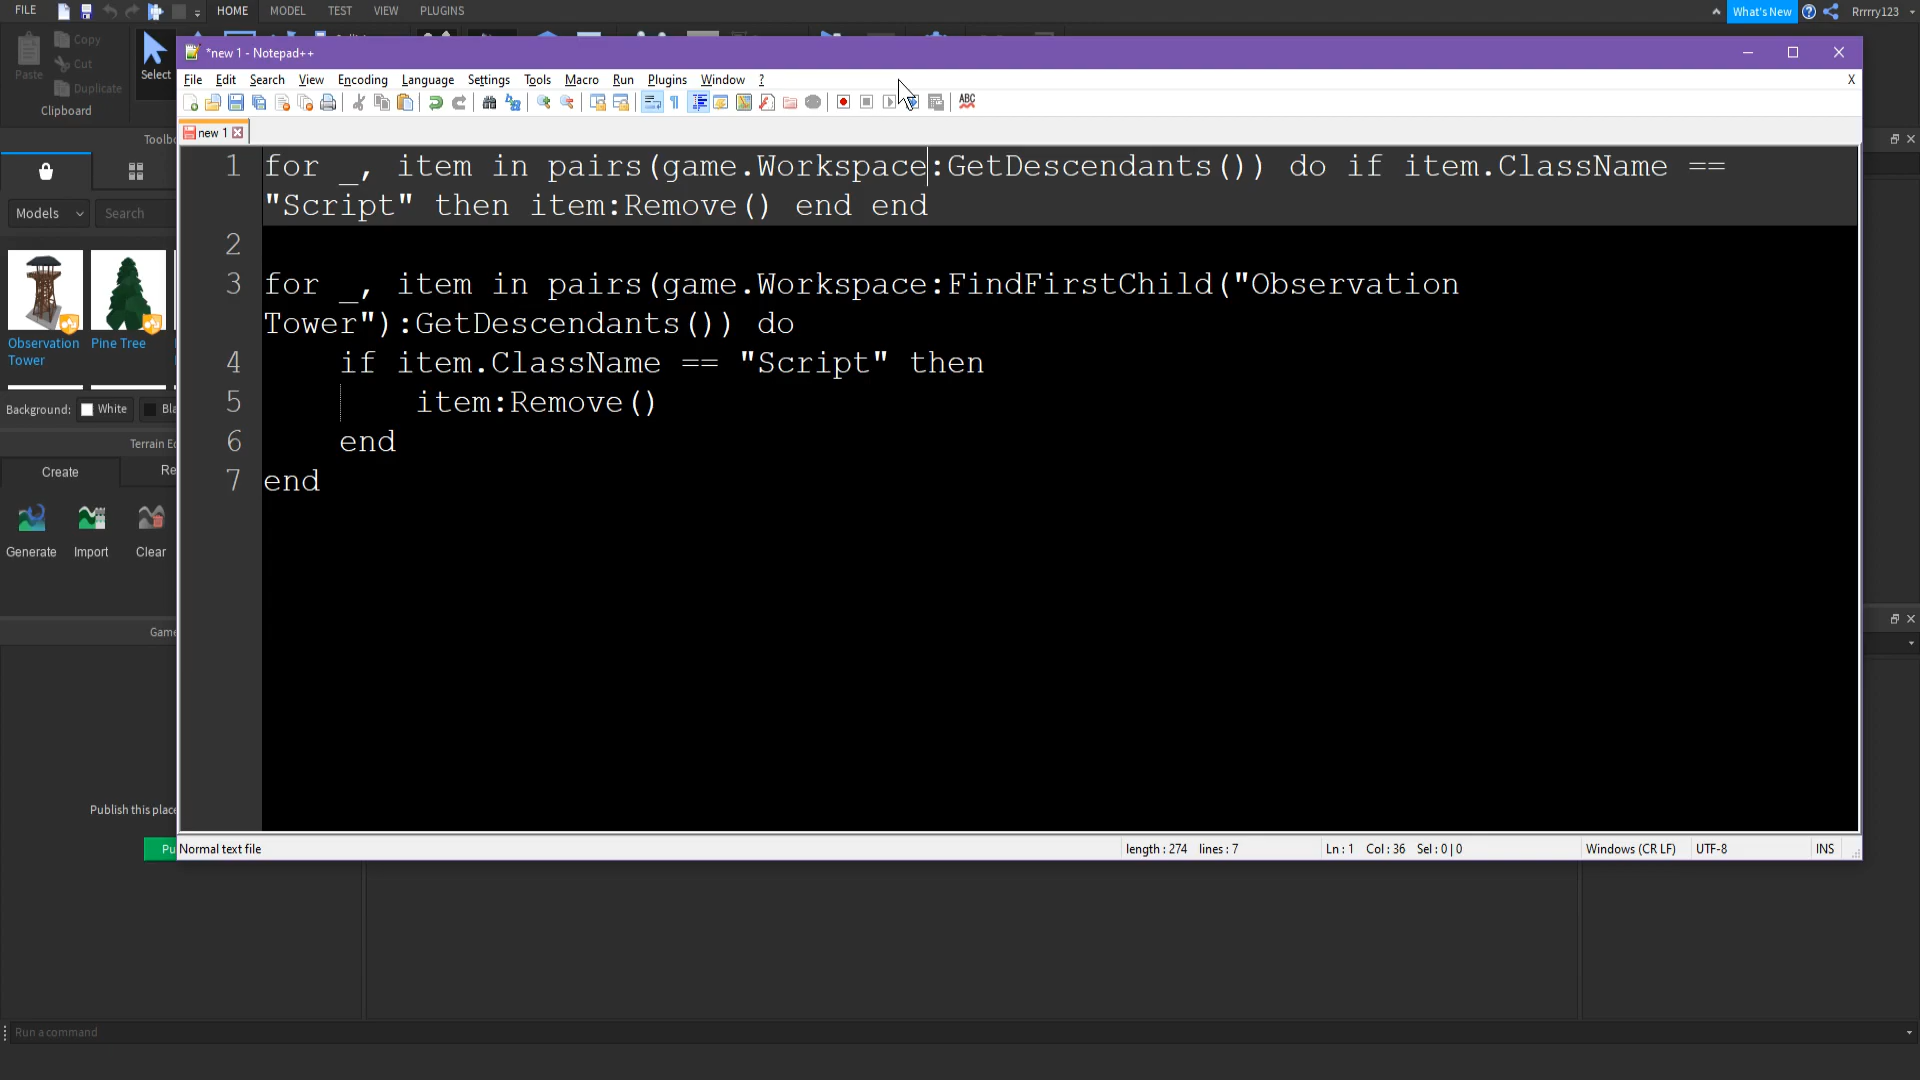 FILE HOME MODEL TEST VIEW PLUGINS What's New Rrrrry123
Copy
Cut
Paste
Duplicate
Select
Clipboard
*new 1 - Notepad++
File Edit Search View Encoding Language Settings Tools Macro Run Plugins Window ? X
ABC
new 1
1 for _, item in pairs(game.Workspace:GetDescendants()) do if item.ClassName ==
"Script" then item:Remove() end end
2
3 for _, item in pairs(game.Workspace:FindFirstChild("Observation
Tower"):GetDescendants()) do
4 if item.ClassName == "Script" then
5 item:Remove()
6 end
7 end
Models Search
Observation
Tower
Pine Tree
Background: White
Create
Generate Import Clear
Game
Publish this place
Normal text file length : 274 lines : 7 Ln : 1 Col : 36 Sel : 0 | 0 Windows (CR LF) UTF-8 INS
Run a command